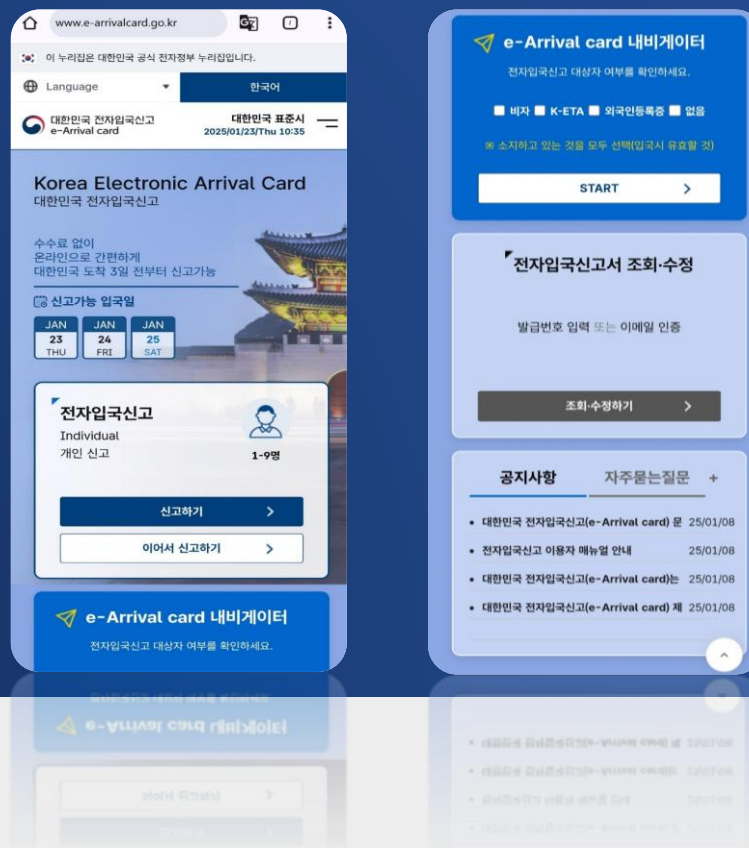 www.e-arrivalcard.go.kr
이 누리집은 대한민국 공식 전자정부 누리집입니다.
Language
한국어
대한민국 전자입국신고
e-Arrival card
대한민국 표준시
2025/01/23/Thu 10:35
Korea Electronic Arrival Card
대한민국 전자입국신고
수수료 없이
온라인으로 간편하게
대한민국 도착 3일 전부터 신고가능
신고가능 입국일
JAN JAN JAN
23 24 25
THU FRI SAT
전자입국신고
Individual
개인 신고
1-9명
신고하기
이어서 신고하기
e-Arrival card 내비게이터
전자입국신고 대상자 여부를 확인하세요.
e-Arrival card 내비게이터
전자입국신고 대상자 여부를 확인하세요.
비자 K-ETA 외국인등록증 없음
※ 소지하고 있는 것을 모두 선택(입국시 유효할 것)
START
전자입국신고서 조회·수정
발급번호 입력 또는 이메일 인증
조회·수정하기
공지사항 자주묻는질문 +
• 대한민국 전자입국신고(e-Arrival card) 문 25/01/08
• 전자입국신고 이용자 매뉴얼 안내 25/01/08
• 대한민국 전자입국신고(e-Arrival card)는 25/01/08
• 대한민국 전자입국신고(e-Arrival card) 제 25/01/08